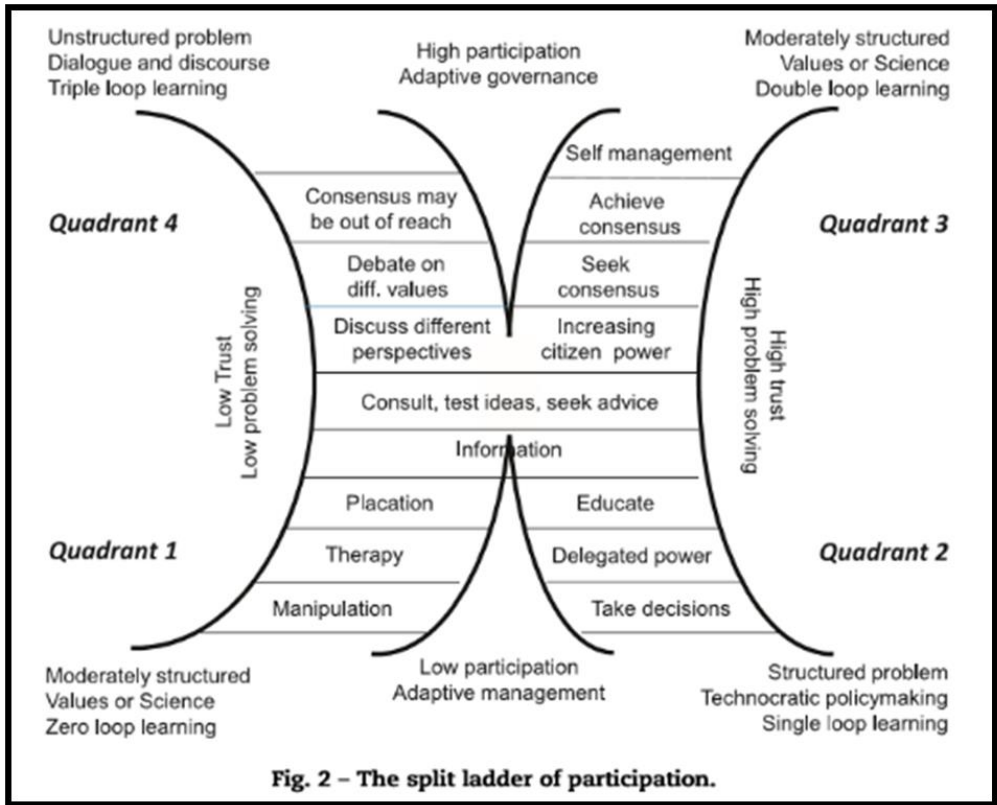 Unstructured problem
Dialogue and discourse
Triple loop learning
High participation
Adaptive governance
Moderately structured
Values or Science
Double loop learning
Self management
Consensus may
be out of reach
Achieve
consensus
Quadrant 4
Quadrant 3
Debate on
diff. values
Seek
consensus
Discuss different
perspectives
Increasing
citizen power
Low Trust
Low problem solving
High trust
High problem solving
Consult, test ideas, seek advice
Information
Placation
Educate
Quadrant 1
Quadrant 2
Therapy
Delegated power
Manipulation
Take decisions
Moderately structured
Values or Science
Zero loop learning
Low participation
Adaptive management
Structured problem
Technocratic policymaking
Single loop learning
Fig. 2 – The split ladder of participation.